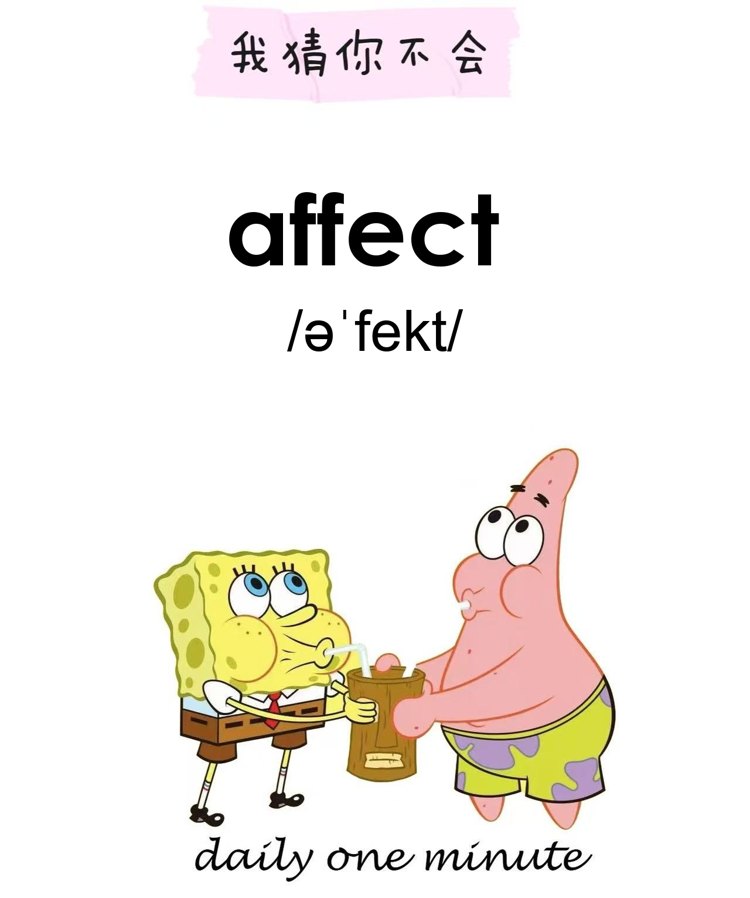 我猜你不会
affect
/əˈfekt/
daily one minute